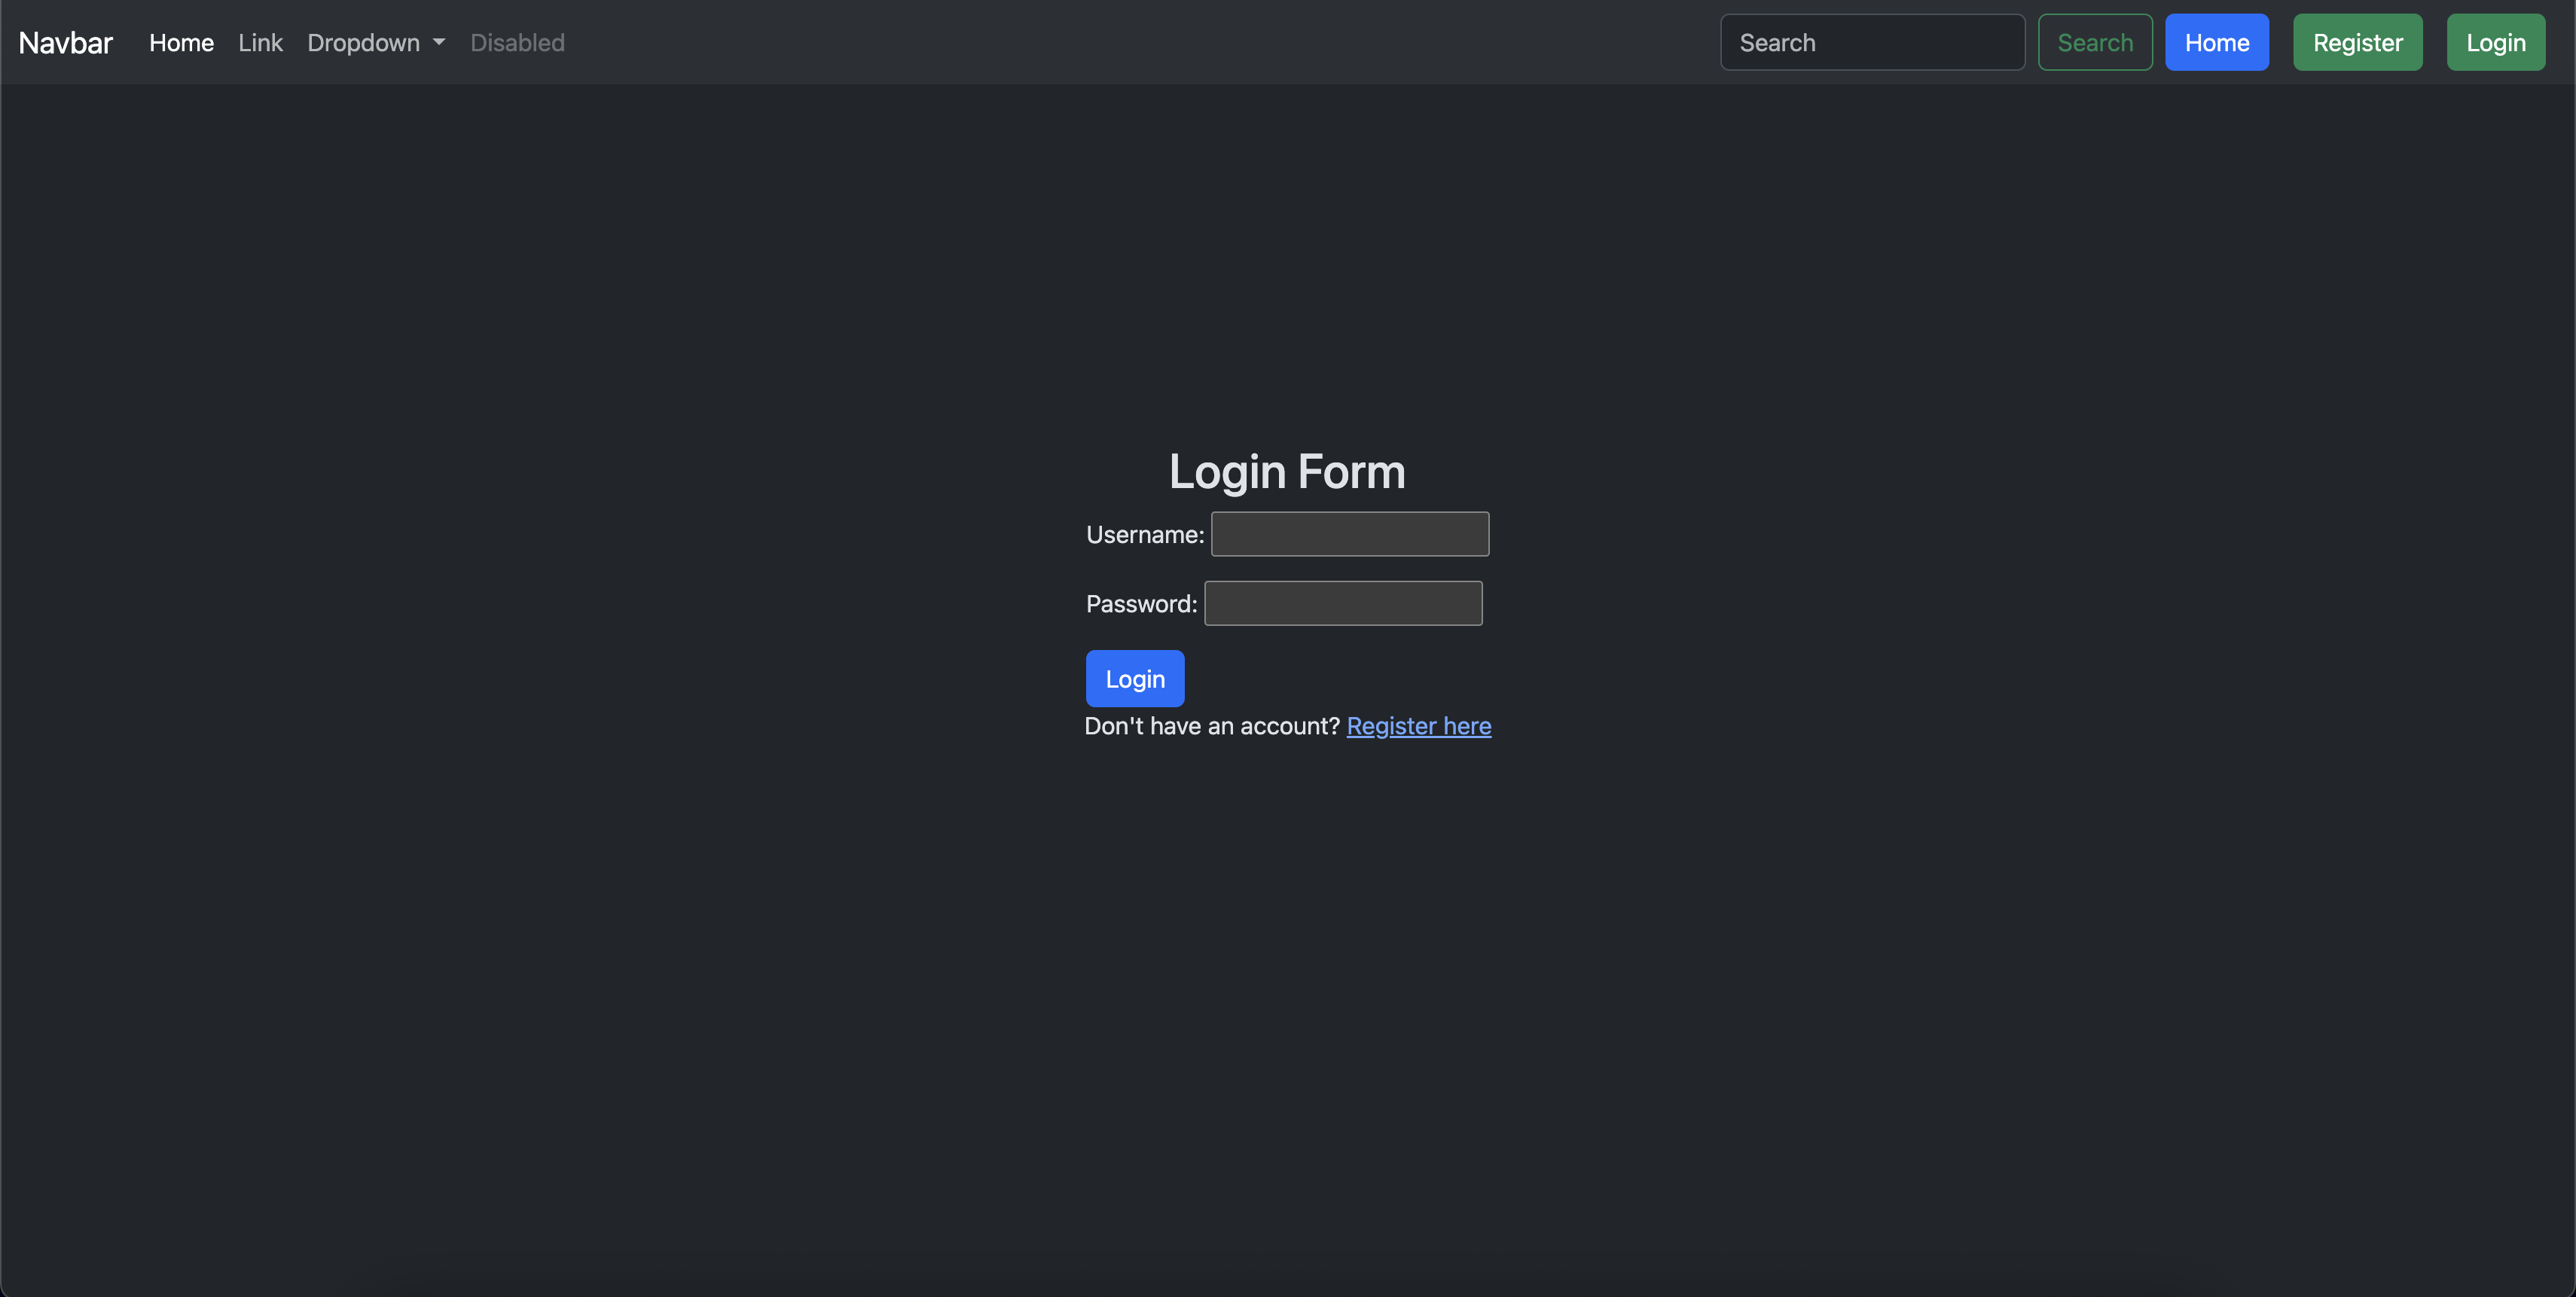 Navbar Home Link Dropdown Disabled Search Search Home Register Login
Login Form
Username:
Password:
Login
Don't have an account? Register here